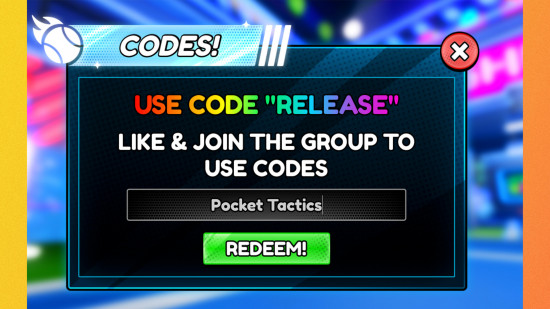 CODES!
USE CODE "RELEASE"
LIKE & JOIN THE GROUP TO
USE CODES
Pocket Tactics
REDEEM!